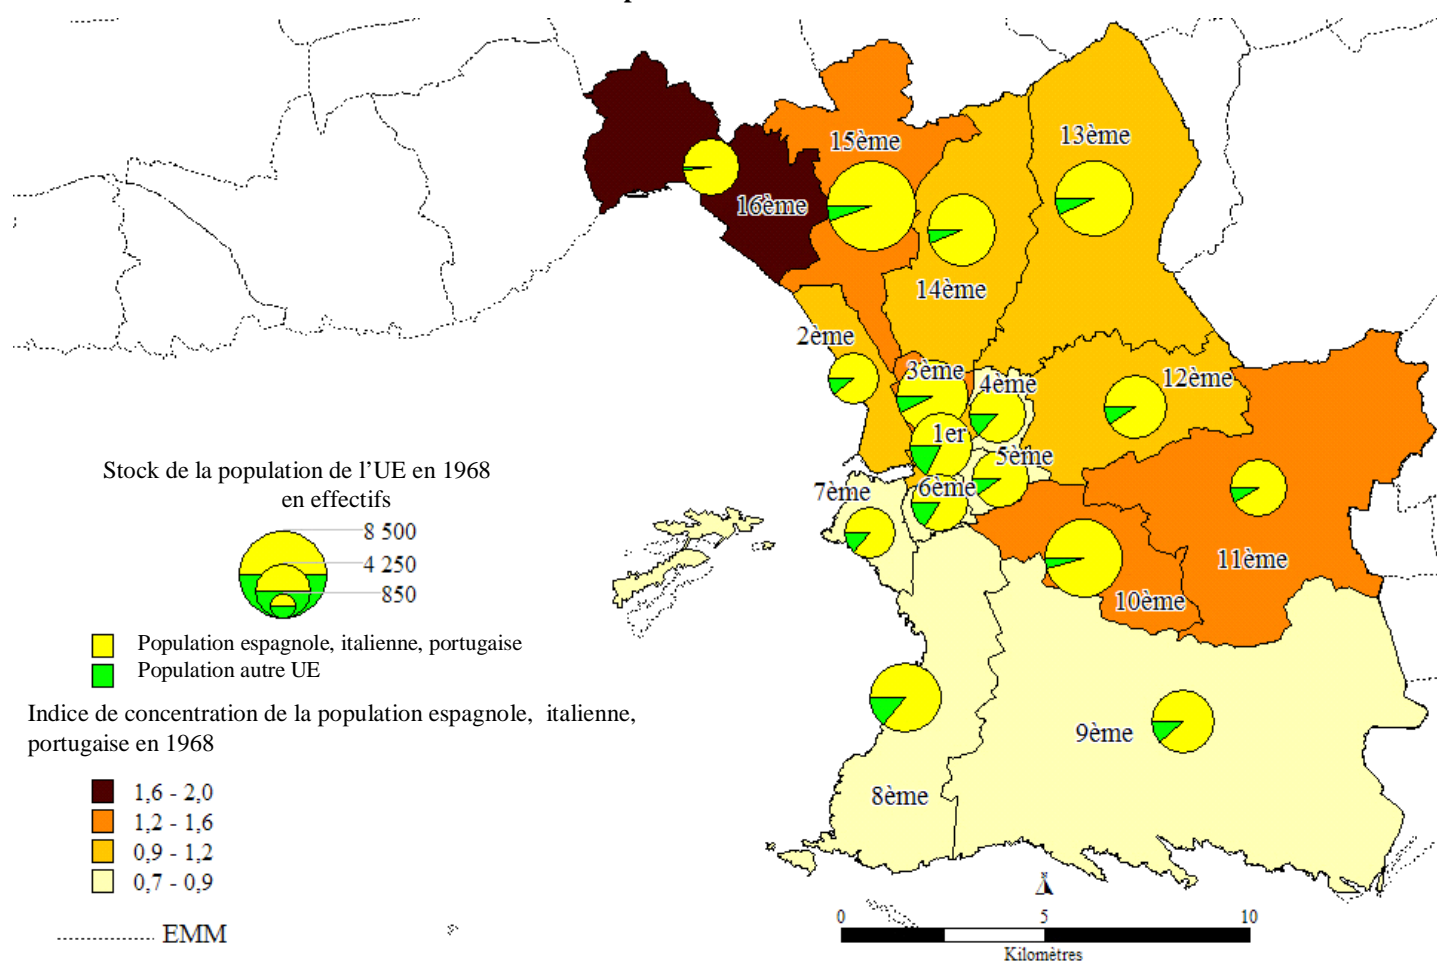 15ème
13ème
16ème
14ème
2ème
3ème
4ème
12ème
1er
5ème
7ème
6ème
11ème
10ème
9ème
8ème
Stock de la population de l’UE en 1968
en effectifs
8 500
4 250
850
Population espagnole, italienne, portugaise
Population autre UE
Indice de concentration de la population espagnole, italienne,
portugaise en 1968
1,6 - 2,0
1,2 - 1,6
0,9 - 1,2
0,7 - 0,9
EMM
N
0 5 10
Kilomètres